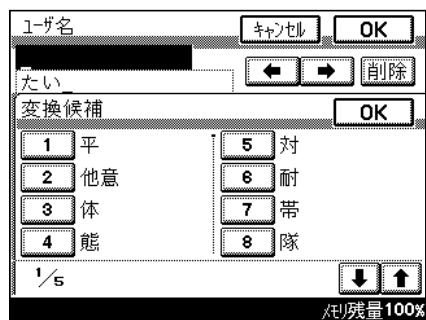 ユーザ名 キャンセル OK
たい_ ← → 削除
変換候補 OK
1 平 5 対
2 他意 6 耐
3 体 7 帯
4 態 8 隊
1/5 ↓ ↑
メモリ残量100%